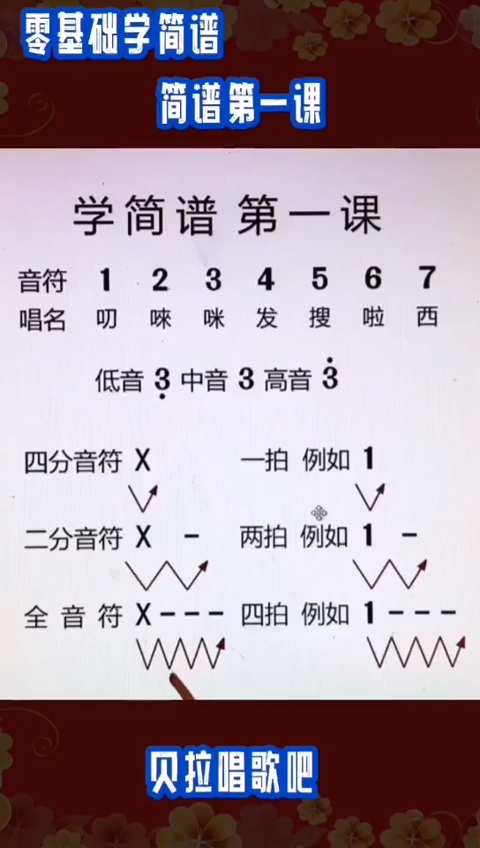 零基础学简谱
简谱第一课
学简谱 第一课
音符 1 2 3 4 5 6 7
唱名 叨 唻 咪 发 搜 啦 西
低音 3̣ 中音 3 高音 3̇
四分音符 X 一拍 例如 1
二分音符 X - 两拍 例如 1 -
全 音 符 X - - - 四拍 例如 1 - - -
贝拉唱歌吧